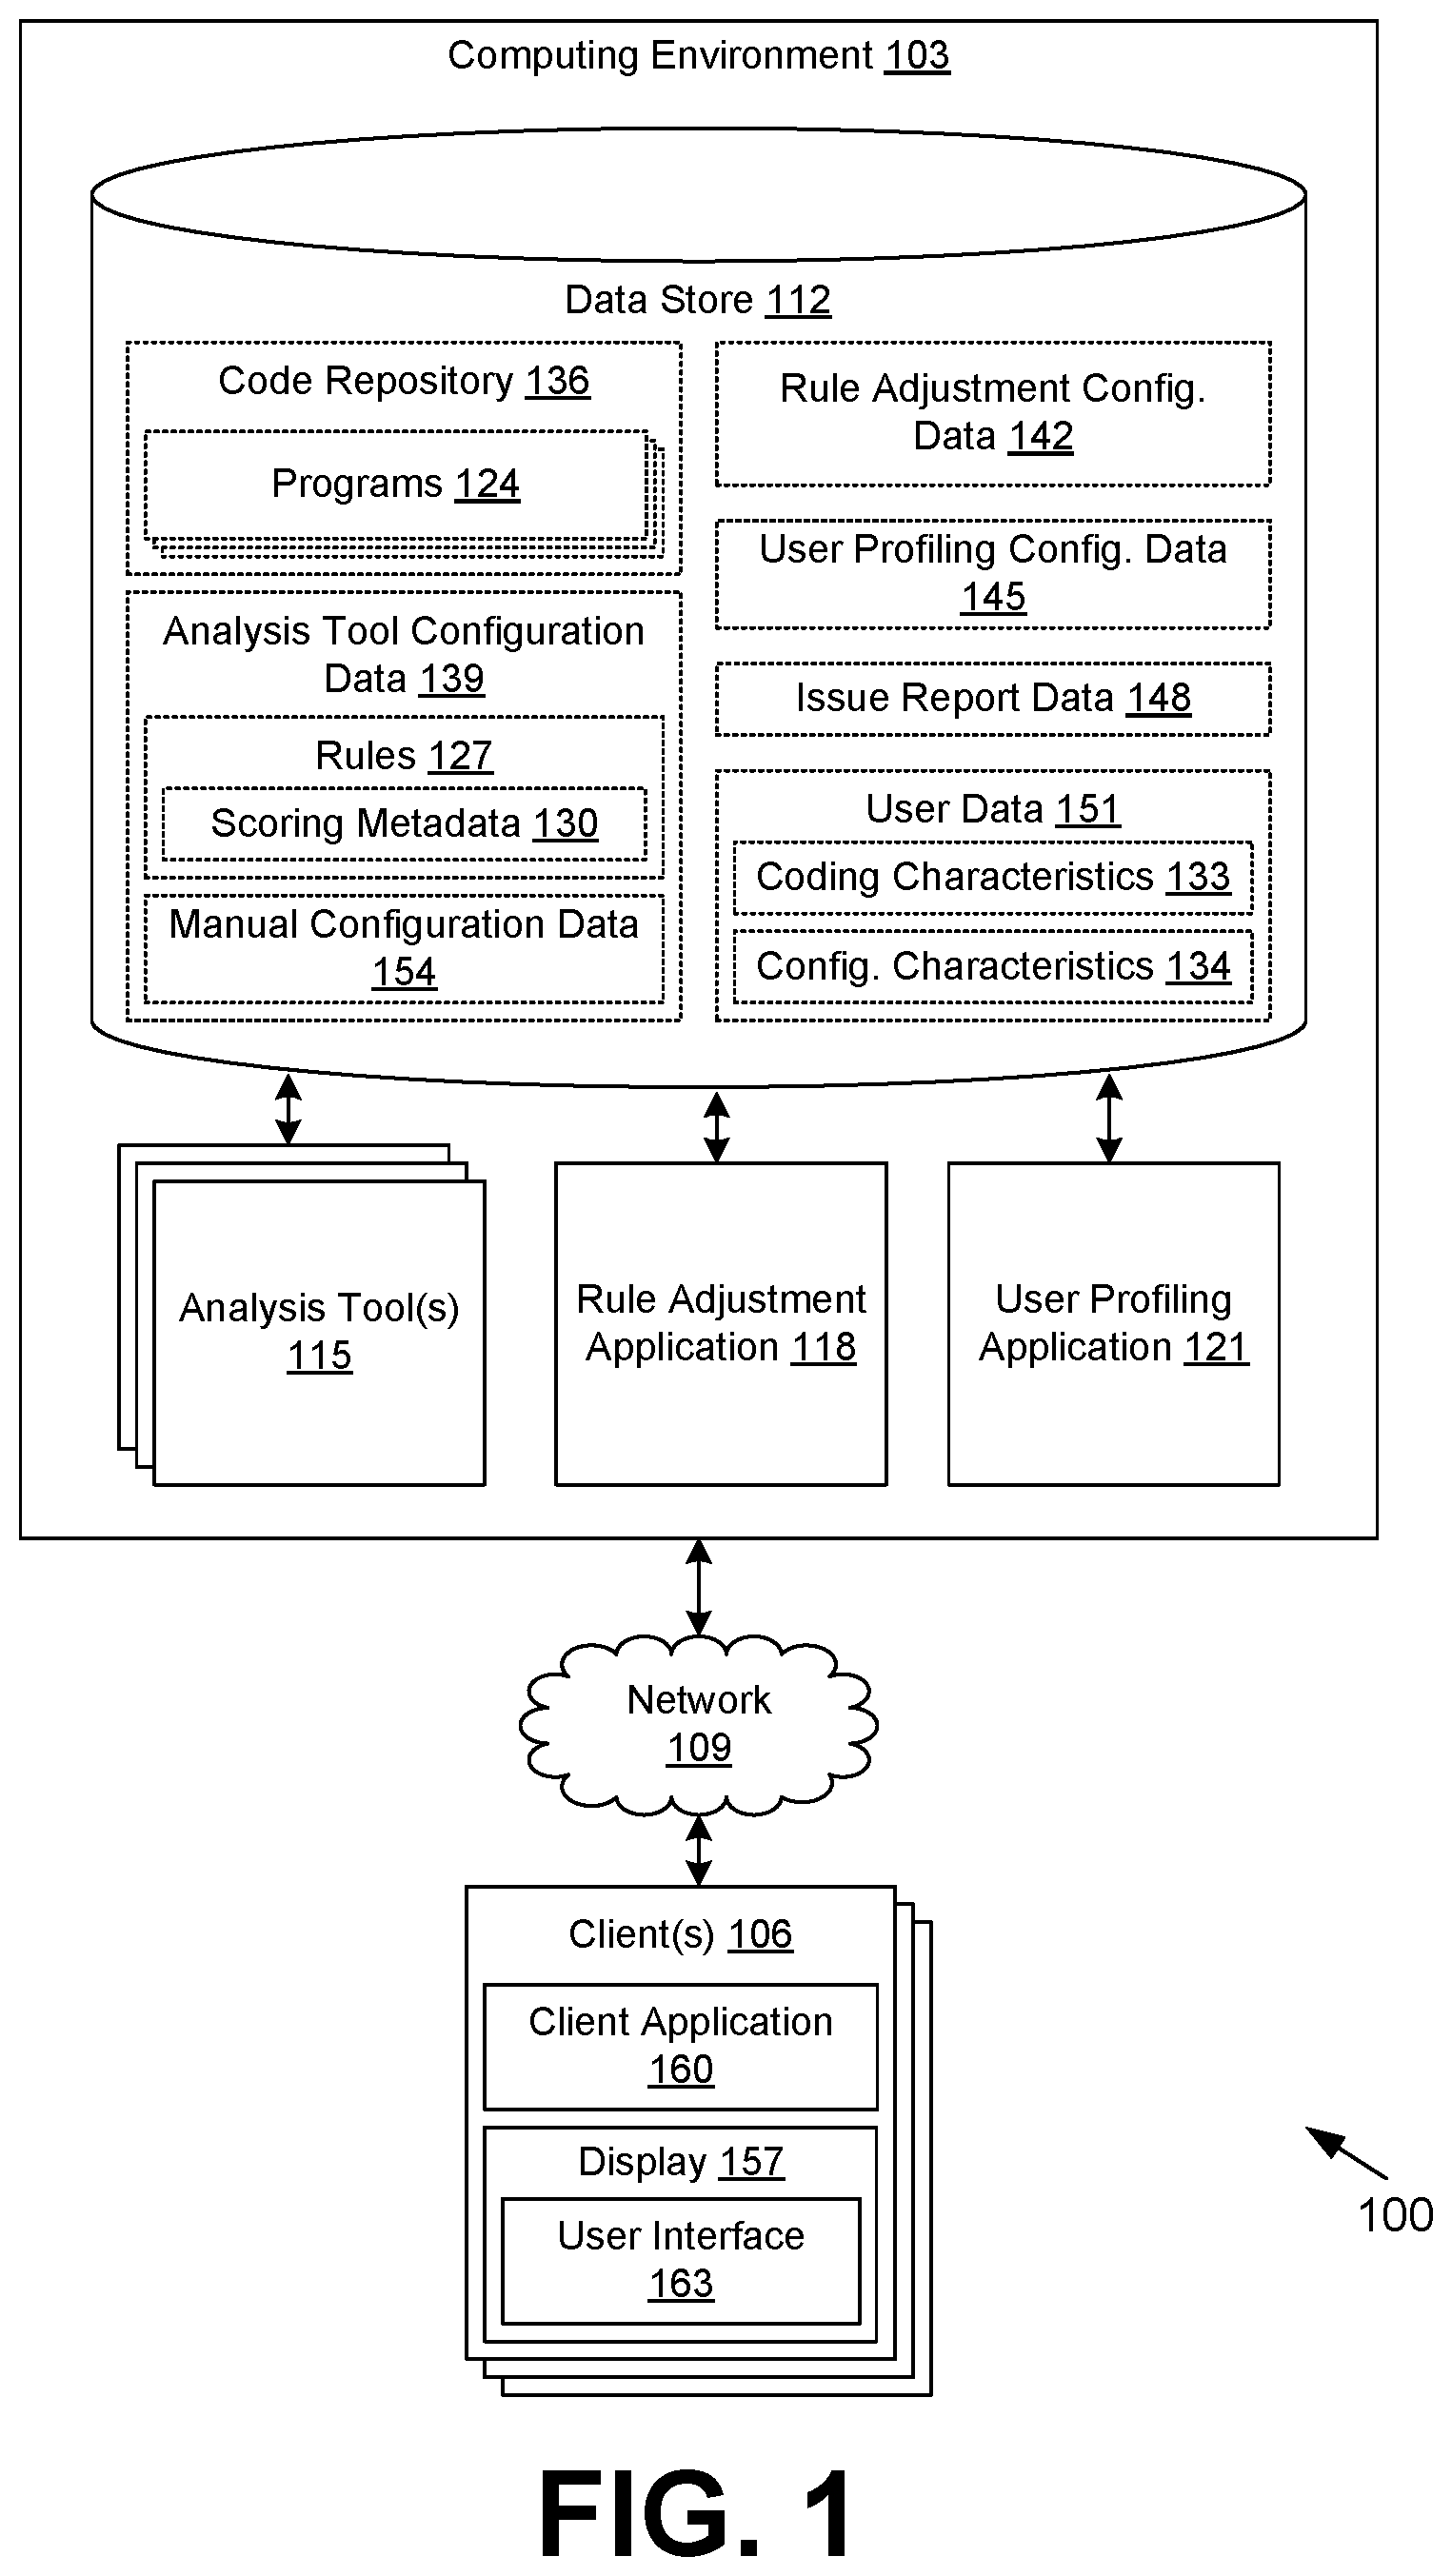 Computing Environment 103
Data Store 112
Code Repository 136
Programs 124
Analysis Tool Configuration
Data 139
Rules 127
Scoring Metadata 130
Manual Configuration Data
154
Rule Adjustment Config.
Data 142
User Profiling Config. Data
145
Issue Report Data 148
User Data 151
Coding Characteristics 133
Config. Characteristics 134
Analysis Tool(s)
115
Rule Adjustment
Application 118
User Profiling
Application 121
Network
109
Client(s) 106
Client Application
160
Display 157
User Interface
163
100
FIG. 1